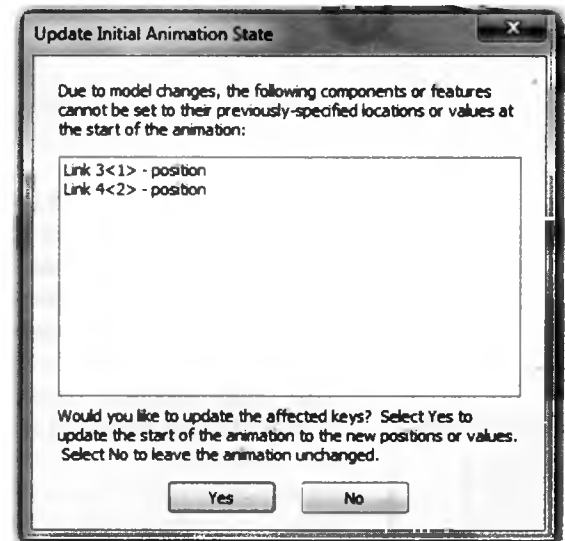 Update Initial Animation State
x
Due to model changes, the following components or features
cannot be set to their previously-specified locations or values at
the start of the animation:
Link 3<1> - position
Link 4<2> - position
Would you like to update the affected keys? Select Yes to
update the start of the animation to the new positions or values.
Select No to leave the animation unchanged.
Yes
No